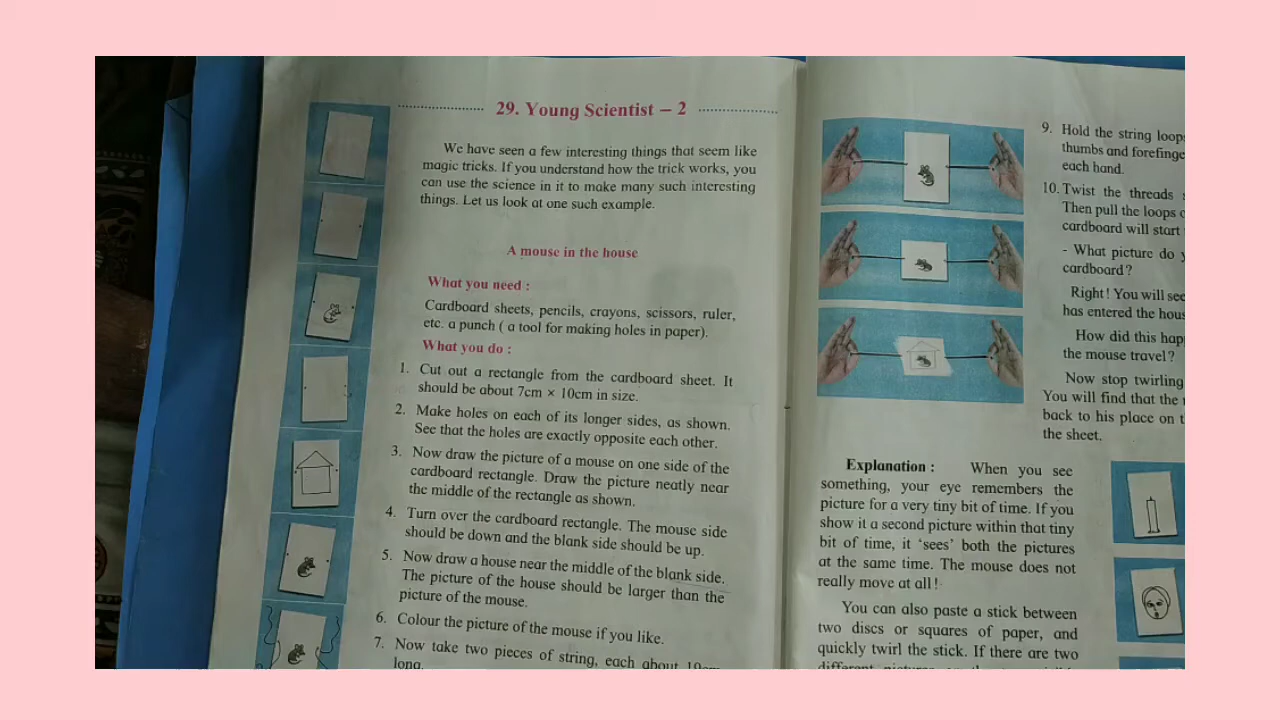 29. Young Scientist – 2
We have seen a few interesting things that seem like
magic tricks. If you understand how the trick works, you
can use the science in it to make many such interesting
things. Let us look at one such example.
A mouse in the house
What you need :
Cardboard sheets, pencils, crayons, scissors, ruler,
etc. a punch ( a tool for making holes in paper).
What you do :
1. Cut out a rectangle from the cardboard sheet. It
should be about 7cm × 10cm in size.
2. Make holes on each of its longer sides, as shown.
See that the holes are exactly opposite each other.
3. Now draw the picture of a mouse on one side of the
cardboard rectangle. Draw the picture neatly near
the middle of the rectangle as shown.
4. Turn over the cardboard rectangle. The mouse side
should be down and the blank side should be up.
5. Now draw a house near the middle of the blank side.
The picture of the house should be larger than the
picture of the mouse.
6. Colour the picture of the mouse if you like.
7. Now take two pieces of string, each about 10cm
long.
9. Hold the string loops
thumbs and forefinge
each hand.
10. Twist the threads
Then pull the loops
cardboard will start
- What picture do
cardboard?
Right! You will see
has entered the hous
How did this hap
the mouse travel?
Now stop twirling
You will find that the
back to his place on t
the sheet.
Explanation : When you see
something, your eye remembers the
picture for a very tiny bit of time. If you
show it a second picture within that tiny
bit of time, it ‘sees’ both the pictures
at the same time. The mouse does not
really move at all!
You can also paste a stick between
two discs or squares of paper, and
quickly twirl the stick. If there are two
different pictures